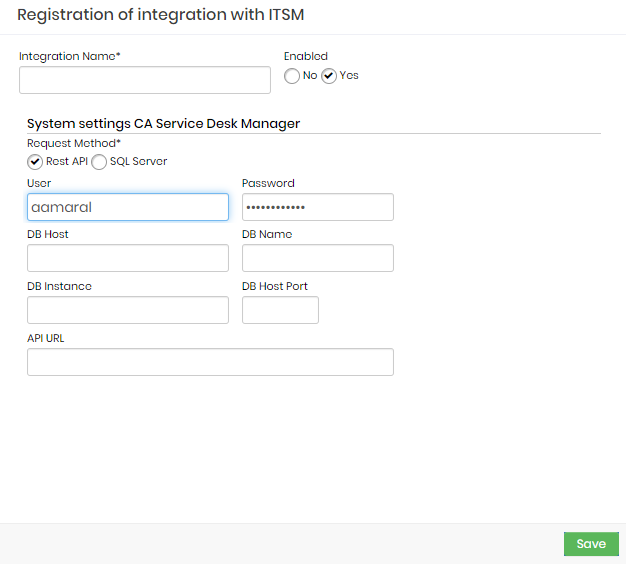 Registration of integration with ITSM
Integration Name* Enabled
No Yes
System settings CA Service Desk Manager
Request Method*
Rest API SQL Server
User Password
aamaral ••••••••••••
DB Host DB Name
DB Instance DB Host Port
API URL
Save